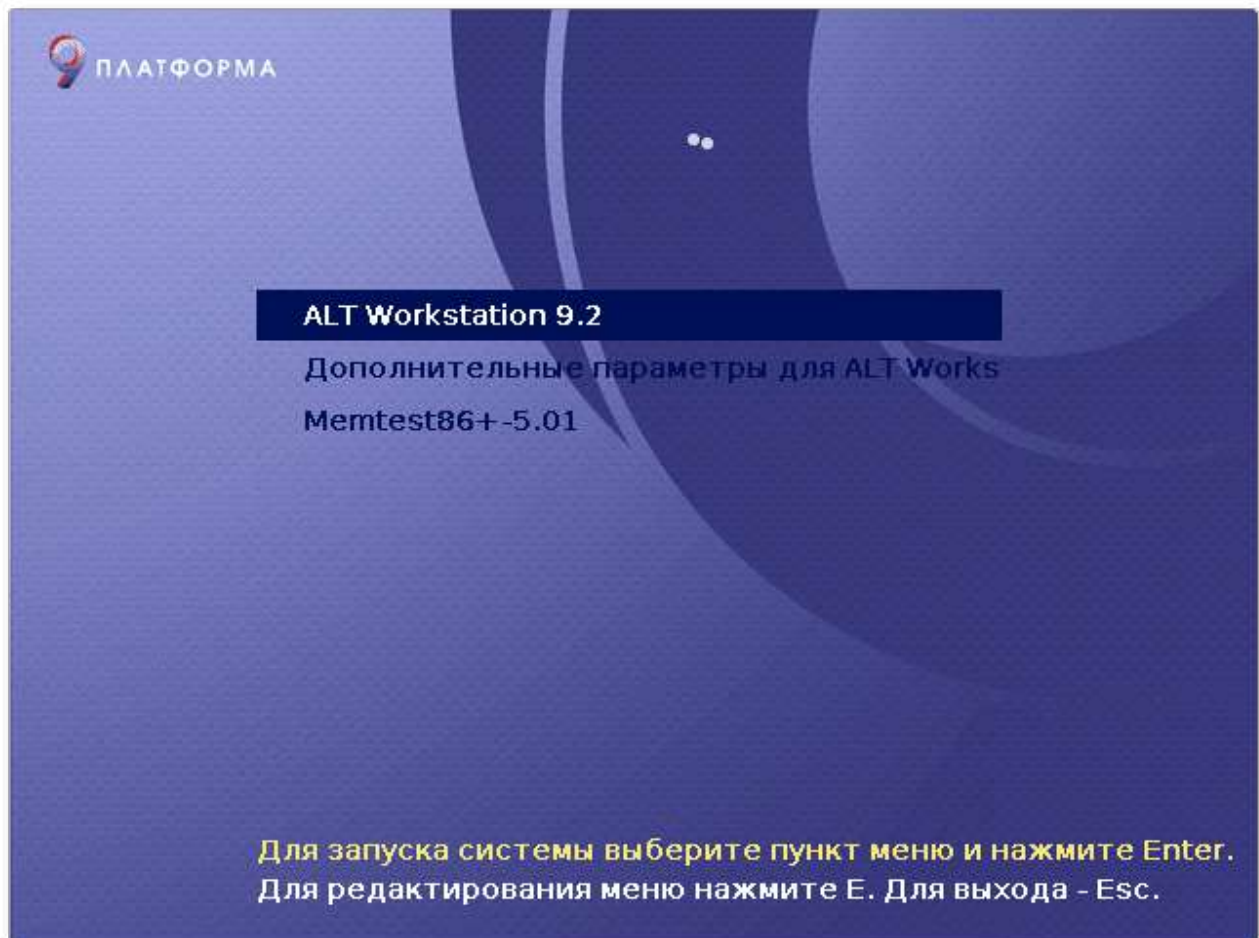 9 ПЛАТФОРМА
ALT Workstation 9.2
Дополнительные параметры для ALT Works
Memtest86+-5.01
Для запуска системы выберите пункт меню и нажмите Enter.
Для редактирования меню нажмите E. Для выхода - Esc.